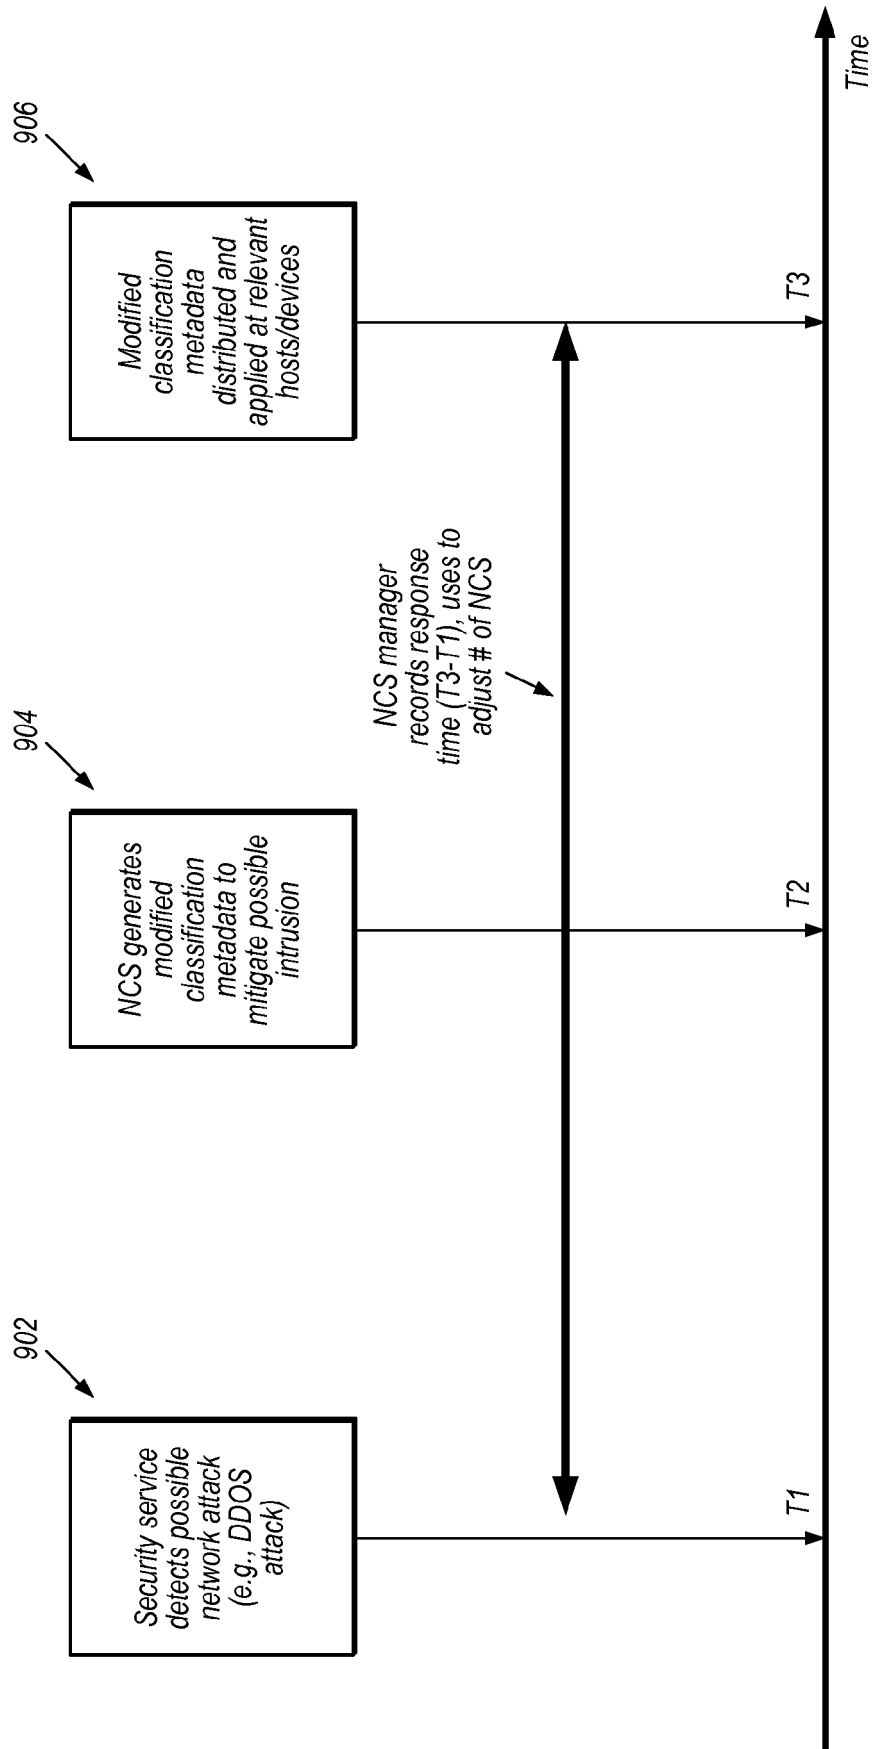 902
Security service
detects possible
network attack
(e.g., DDOS
attack)
904
NCS generates
modified
classification
metadata to
mitigate possible
intrusion
906
Modified
classification
metadata
distributed and
applied at relevant
hosts/devices
NCS manager
records response
time (T3-T1), uses to
adjust # of NCS
T1
T2
T3
Time